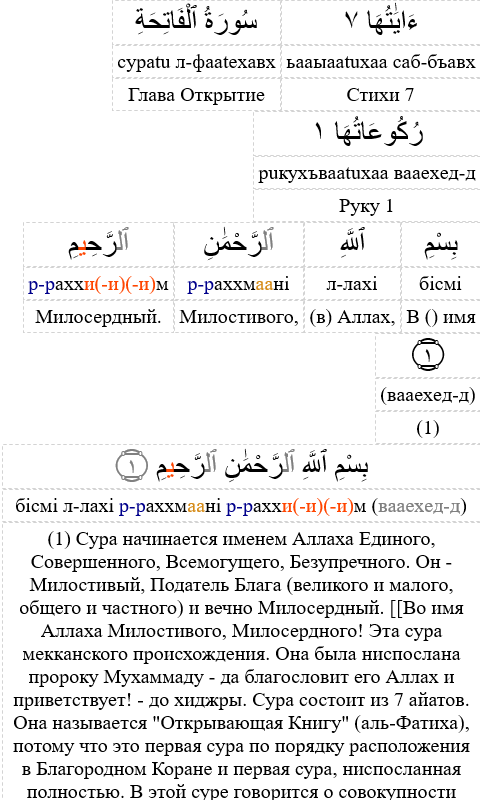 سُورَةُ ٱلْفَاتِحَةِ ءَايَٰتُهَا ٧
сураtu л-фааtехавх ьааыааtuхаа саб-бъавх
Глава Открытие Стихи 7
رُكُوعَاتُهَا ١
рuкухъвааtuхаа вааехед-д
Руку 1
بِسْمِ ٱللَّهِ ٱلرَّحْمَٰنِ ٱلرَّحِيمِ
р-раххи(-и)(-и)м р-раххмаані л-лахі бісмі
Милосердный. Милостивого, (в) Аллах, В () имя
١
(вааехед-д)
(1)
بِسْمِ ٱللَّهِ ٱلرَّحْمَٰنِ ٱلرَّحِيمِ ١
бісмі л-лахі р-раххмаані р-раххи(-и)(-и)м (вааехед-д)
(1) Сура начинается именем Аллаха Единого,
Совершенного, Всемогущего, Безупречного. Он -
Милостивый, Податель Блага (великого и малого,
общего и частного) и вечно Милосердный. [[Во имя
Аллаха Милостивого, Милосердного! Эта сура
мекканского происхождения. Она была ниспослана
пророку Мухаммаду - да благословит его Аллах и
приветствует! - до хиджры. Сура состоит из 7 айатов.
Она называется "Открывающая Книгу" (аль-Фатиха),
потому что это первая сура по порядку расположения
в Благородном Коране и первая сура, ниспосланная
полностью. В этой суре говорится о совокупности